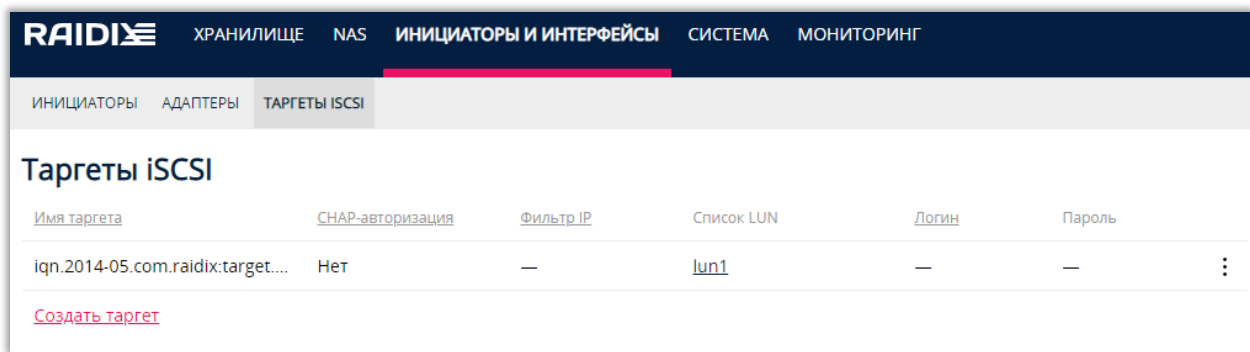 RAIDIX ХРАНИЛИЩЕ NAS ИНИЦИАТОРЫ И ИНТЕРФЕЙСЫ СИСТЕМА МОНИТОРИНГ
ИНИЦИАТОРЫ АДАПТЕРЫ ТАРГЕТЫ ISCSI
Таргеты iSCSI
Имя таргета CHAP-авторизация Фильтр IP Список LUN Логин Пароль
iqn.2014-05.com.raidix:target.... Нет — lun1 — —
Создать таргет